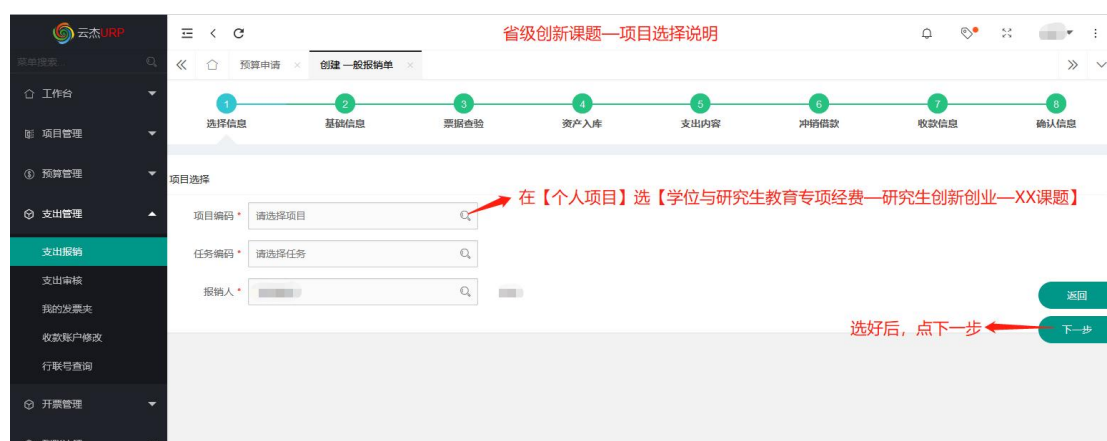 云杰URP
省级创新课题—项目选择说明
菜单搜索
预算申请 ×
创建 一般报销单 ×
工作台
项目管理
预算管理
支出管理
支出报销
支出审核
我的发票夹
收款账户修改
行联号查询
开票管理
1 2 3 4 5 6 7 8
选择信息 基础信息 票据查验 资产入库 支出内容 冲销借款 收款信息 确认信息
项目选择
在【个人项目】选【学位与研究生教育专项经费—研究生创新创业—XX课题】
项目编码 * 请选择项目
任务编码 * 请选择任务
报销人 *
返回
选好后，点下一步
下一步